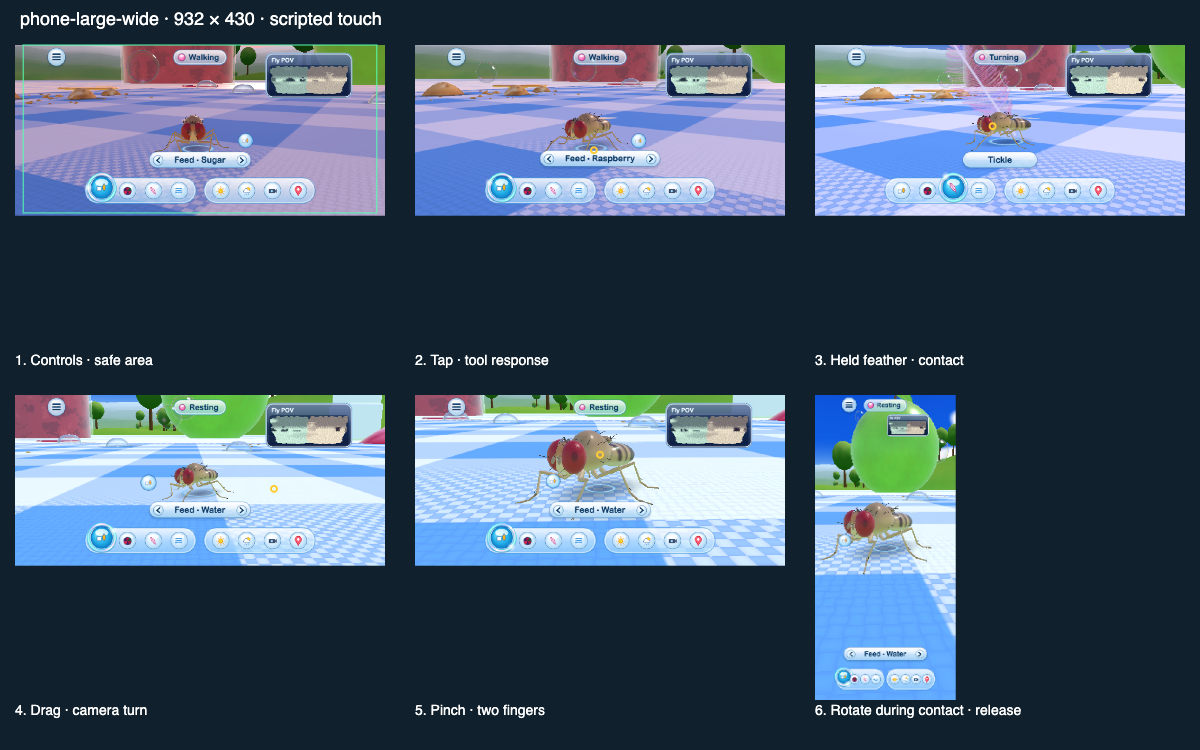 phone-large-wide · 932 × 430 · scripted touch
Walking
Fly POV
Feed · Sugar
1. Controls · safe area
Walking
Fly POV
Feed · Raspberry
2. Tap · tool response
Turning
Fly POV
Tickle
3. Held feather · contact
Resting
Fly POV
Feed · Water
4. Drag · camera turn
Resting
Fly POV
Feed · Water
5. Pinch · two fingers
Resting
Feed · Water
6. Rotate during contact · release